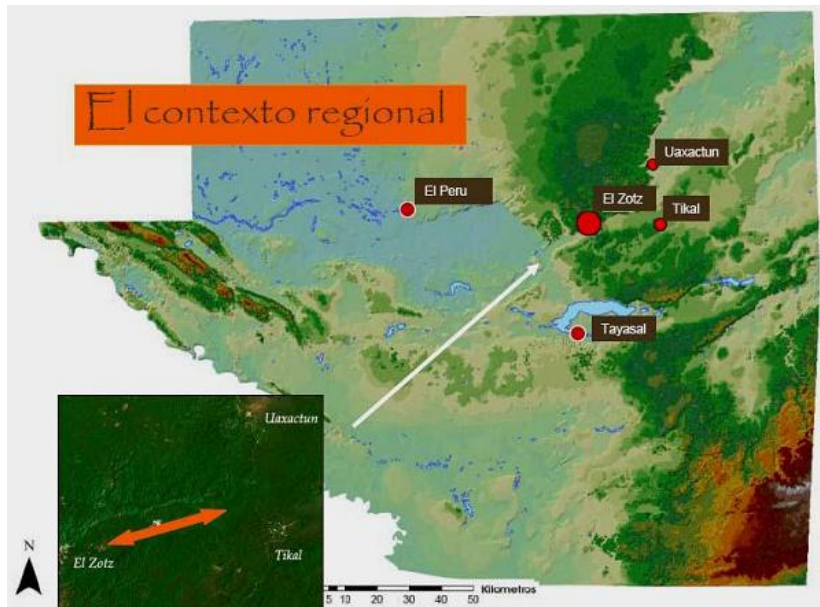 El contexto regional
Uaxactun
El Peru
El Zotz
Tikal
Tayasal
Uaxactun
El Zotz
Tikal
N
5 10 20 30 40 50 Kilometros